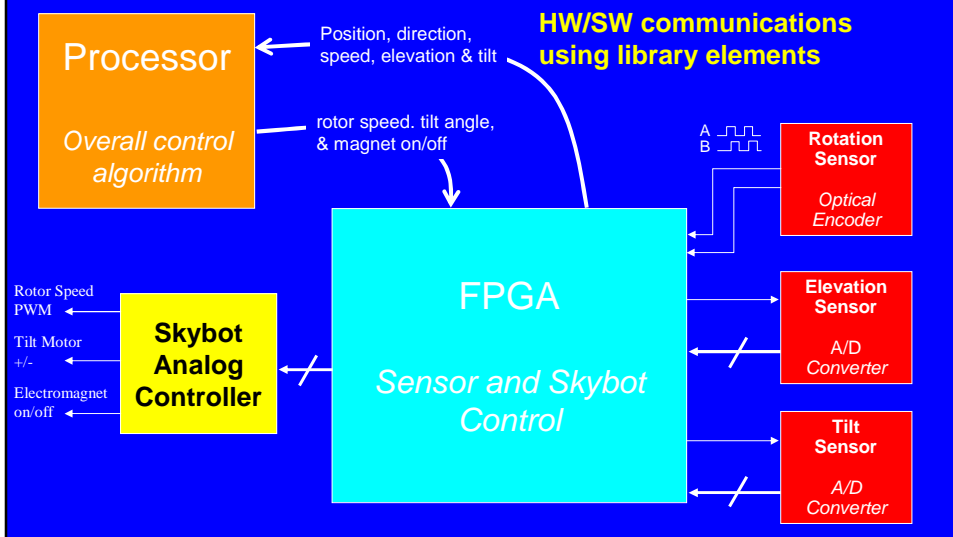 HW/SW communications
using library elements
Processor
Overall control
algorithm
Position, direction,
speed, elevation & tilt
rotor speed. tilt angle,
& magnet on/off
A
B
Rotation
Sensor
Optical
Encoder
FPGA
Sensor and Skybot
Control
Elevation
Sensor
A/D
Converter
Tilt
Sensor
A/D
Converter
Skybot
Analog
Controller
Rotor Speed
PWM
Tilt Motor
+/-
Electromagnet
on/off